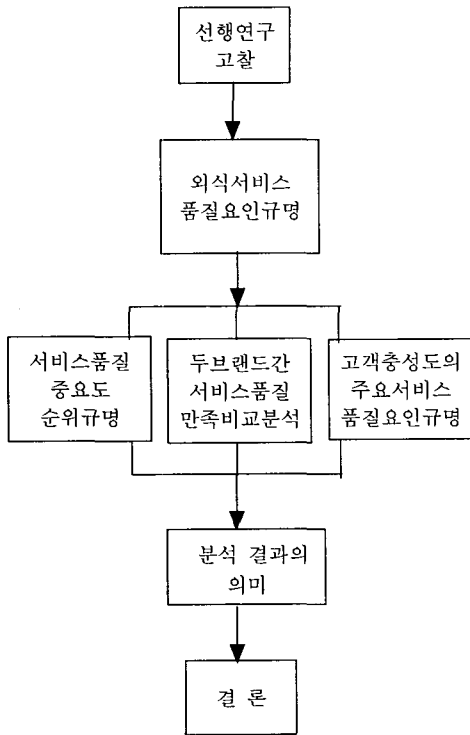 선행연구
고찰
외식서비스
품질요인규명
서비스품질
중요도
순위규명
두브랜드간
서비스품질
만족비교분석
고객충성도의
주요서비스
품질요인규명
분석 결과의
의미
결 론